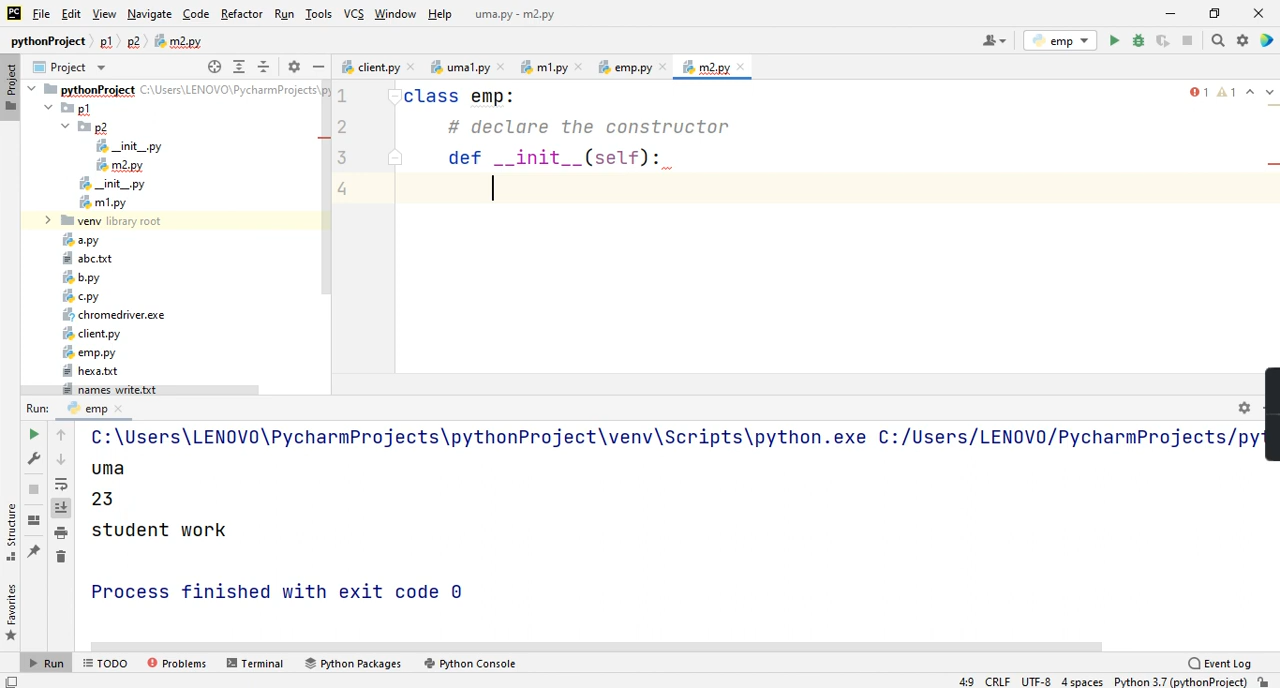 PC File Edit View Navigate Code Refactor Run Tools VCS Window Help uma.py - m2.py
pythonProject p1 p2 m2.py emp
Project client.py uma1.py m1.py emp.py m2.py
Project
pythonProject C:\Users\LENOVO\PycharmProjects\p
p1
p2
__init__.py
m2.py
__init__.py
m1.py
venv library root
a.py
abc.txt
b.py
c.py
chromedriver.exe
client.py
emp.py
hexa.txt
names write.txt
1 class emp: 1 1
2 # declare the constructor
3 def __init__(self):
4
Run: emp
C:\Users\LENOVO\PycharmProjects\pythonProject\venv\Scripts\python.exe C:/Users/LENOVO/PycharmProjects/pyt
uma
23
student work
Process finished with exit code 0
Structure
Favorites
Run TODO Problems Terminal Python Packages Python Console Event Log
4:9 CRLF UTF-8 4 spaces Python 3.7 (pythonProject)